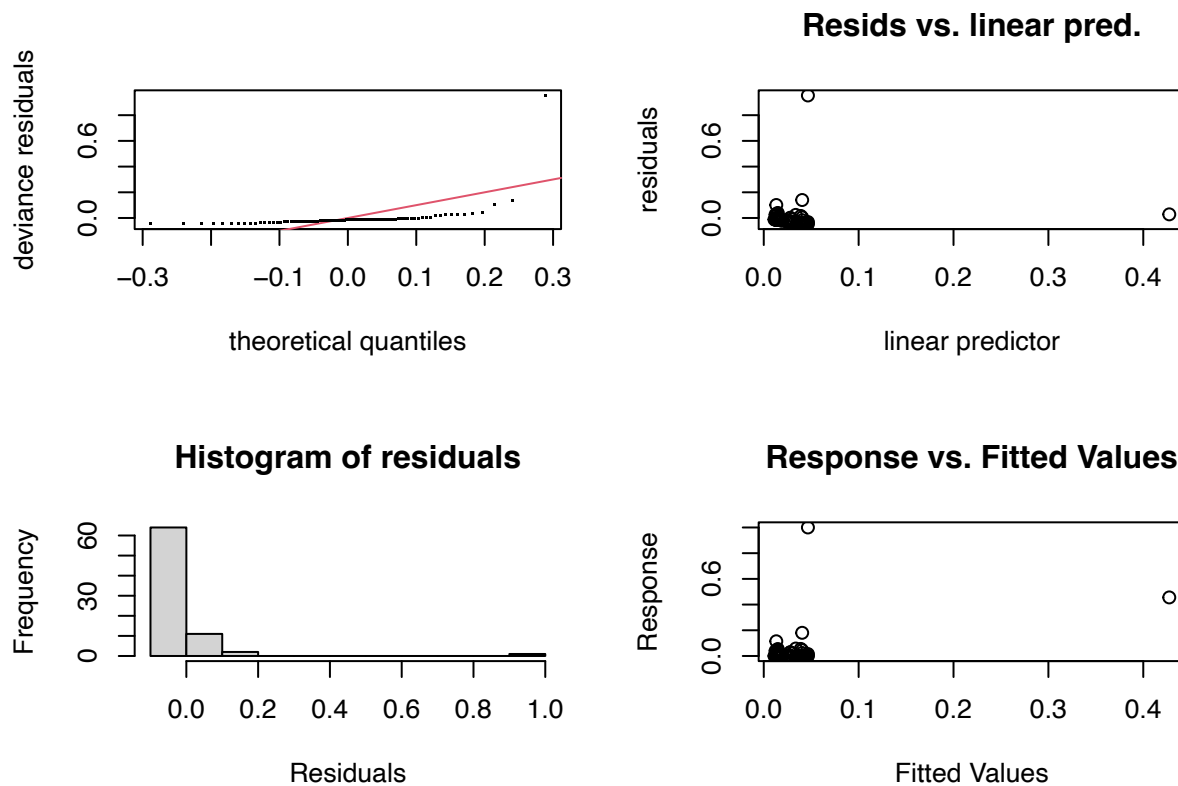 deviance residuals
0.0 0.6
−0.3 −0.1 0.0 0.1 0.2 0.3
theoretical quantiles
Resids vs. linear pred.
residuals
0.0 0.6
0.0 0.1 0.2 0.3 0.4
linear predictor
Histogram of residuals
Frequency
0 30 60
0.0 0.2 0.4 0.6 0.8 1.0
Residuals
Response vs. Fitted Values
Response
0.0 0.6
0.0 0.1 0.2 0.3 0.4
Fitted Values